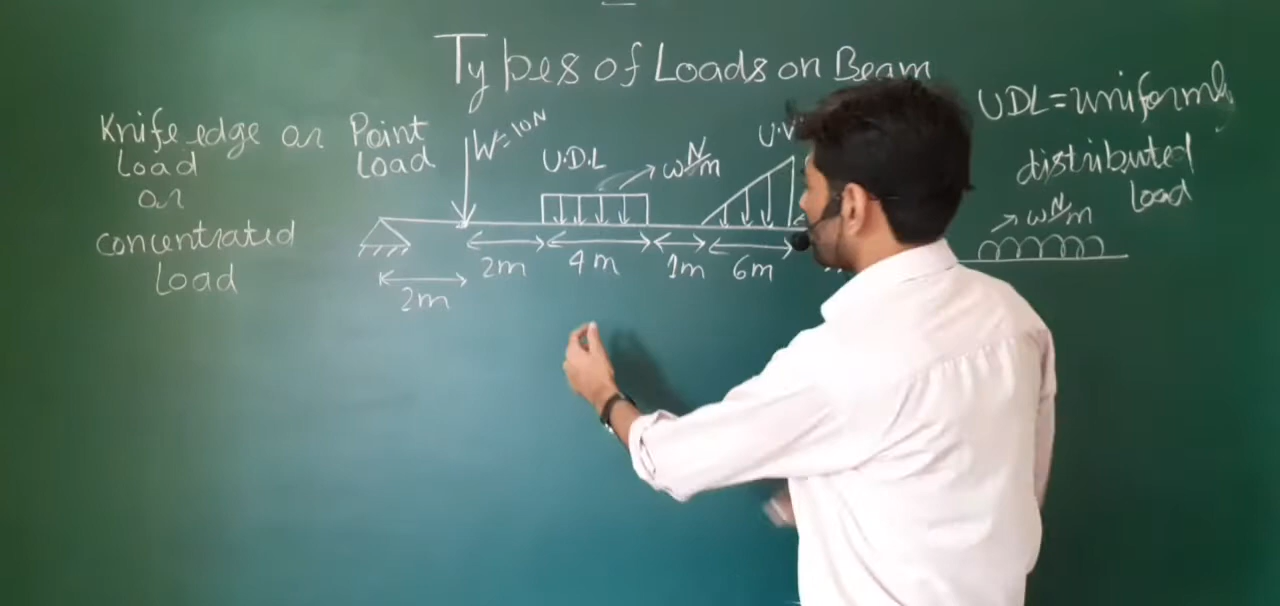 Types of Loads on Beam
Knife edge or Point
Load Load
or
concentrated
Load
W=10N
U.D.L
w N/m
U.V
2m
2m
4m
1m
6m
UDL=uniformly
distributed
Load
w N/m